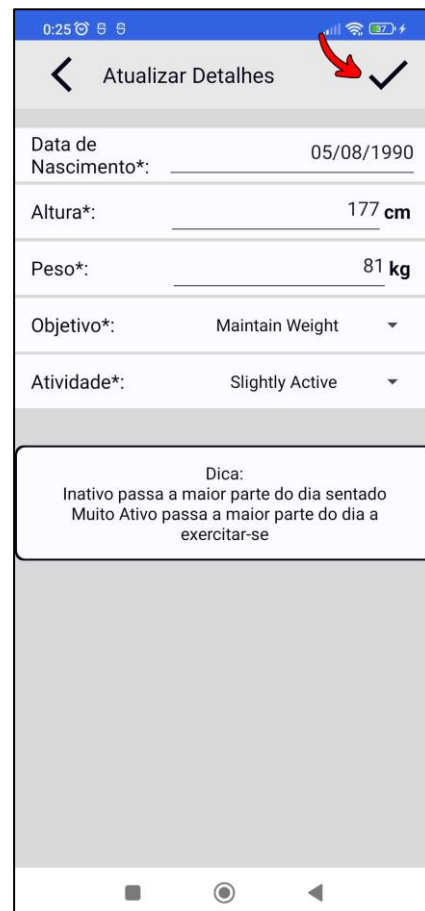 0:25
37
Atualizar Detalhes
Data de
Nascimento*:
05/08/1990
Altura*:
177 cm
Peso*:
81 kg
Objetivo*:
Maintain Weight
Atividade*:
Slightly Active
Dica:
Inativo passa a maior parte do dia sentado
Muito Ativo passa a maior parte do dia a
exercitar-se